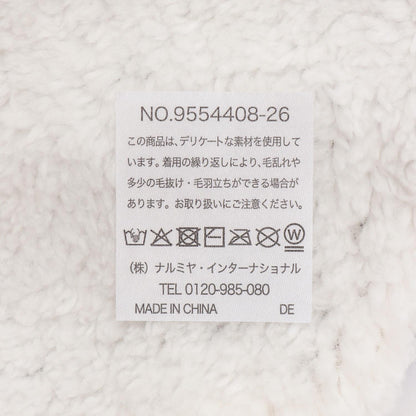 NO.9554408-26
この商品は、デリケートな素材を使用して
います。着用の繰り返しにより、毛乱れや
多少の毛抜け・毛羽立ちができる場合が
あります。お取り扱いにご注意ください。
W
（株）ナルミヤ・インターナショナル
TEL 0120-985-080
MADE IN CHINA DE